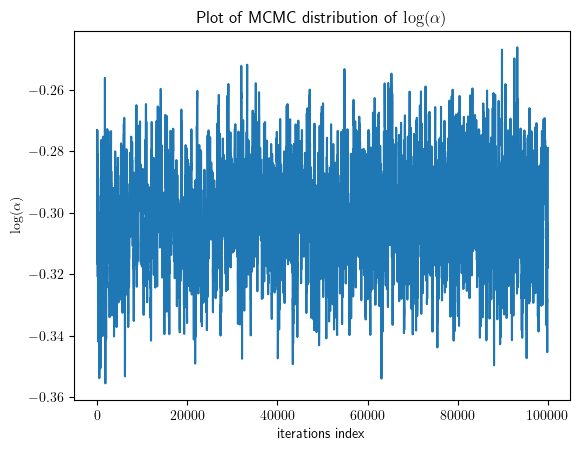 Plot of MCMC distribution of log(α)
−0.26
−0.28
−0.30
−0.32
−0.34
−0.36
log(α)
0 20000 40000 60000 80000 100000
iterations index